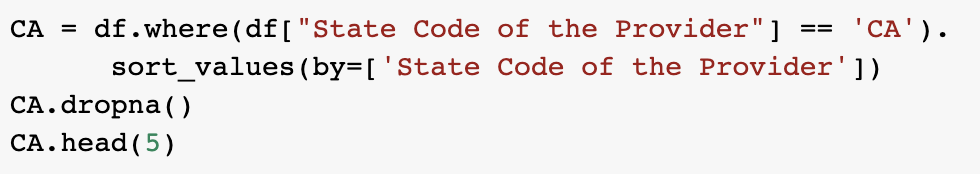 CA = df.where(df["State Code of the Provider"] == 'CA').
sort_values(by=['State Code of the Provider'])
CA.dropna()
CA.head(5)